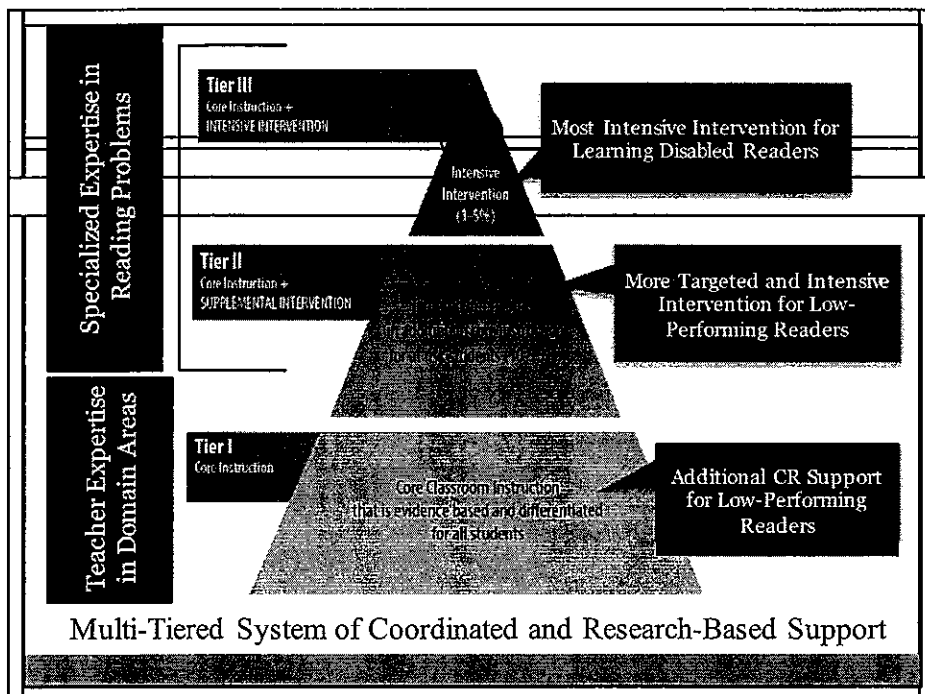 Specialized Expertise in
Reading Problems
Tier III
Core Instruction +
INTENSIVE INTERVENTION
Intensive
Intervention
(1-5%)
Most Intensive Intervention for
Learning Disabled Readers
Tier II
Core Instruction +
SUPPLEMENTAL INTERVENTION
More Targeted and Intensive
Intervention for Low-
Performing Readers
Teacher Expertise
in Domain Areas
Tier I
Core Instruction
Core Classroom Instruction
that is evidence based and differentiated
for all students
Additional CR Support
for Low-Performing
Readers
Multi-Tiered System of Coordinated and Research-Based Support